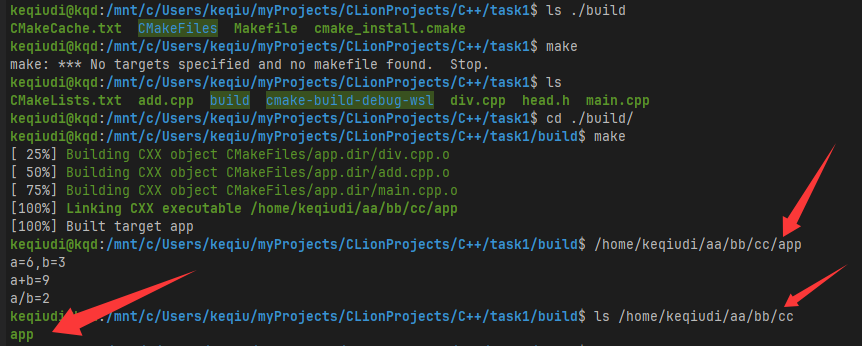 keqiudi@kqd:/mnt/c/Users/keqiu/myProjects/CLionProjects/C++/task1$ ls ./build
CMakeCache.txt CMakeFiles Makefile cmake_install.cmake
keqiudi@kqd:/mnt/c/Users/keqiu/myProjects/CLionProjects/C++/task1$ make
make: *** No targets specified and no makefile found.  Stop.
keqiudi@kqd:/mnt/c/Users/keqiu/myProjects/CLionProjects/C++/task1$ ls
CMakeLists.txt add.cpp build cmake-build-debug-wsl div.cpp head.h main.cpp
keqiudi@kqd:/mnt/c/Users/keqiu/myProjects/CLionProjects/C++/task1$ cd ./build/
keqiudi@kqd:/mnt/c/Users/keqiu/myProjects/CLionProjects/C++/task1/build$ make
[ 25%] Building CXX object CMakeFiles/app.dir/div.cpp.o
[ 50%] Building CXX object CMakeFiles/app.dir/add.cpp.o
[ 75%] Building CXX object CMakeFiles/app.dir/main.cpp.o
[100%] Linking CXX executable /home/keqiudi/aa/bb/cc/app
[100%] Built target app
keqiudi@kqd:/mnt/c/Users/keqiu/myProjects/CLionProjects/C++/task1/build$ /home/keqiudi/aa/bb/cc/app
a=6,b=3
a+b=9
a/b=2
keqiudi@kqd:/mnt/c/Users/keqiu/myProjects/CLionProjects/C++/task1/build$ ls /home/keqiudi/aa/bb/cc
app